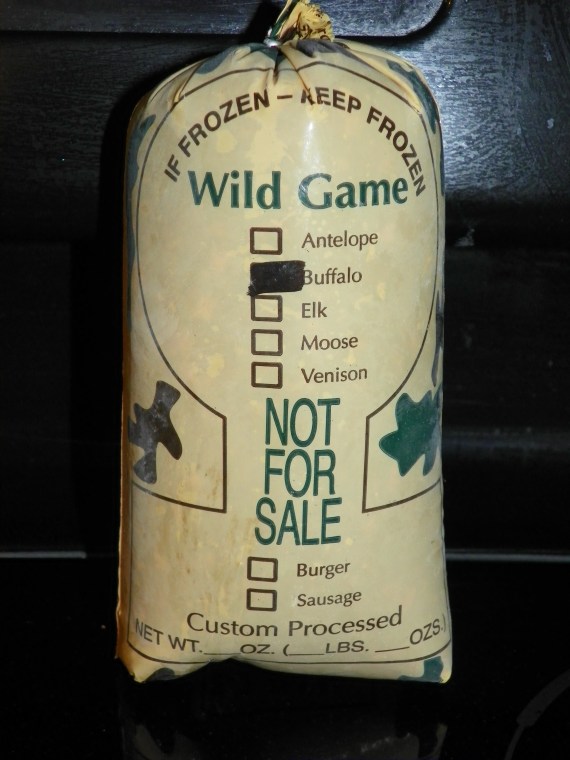 IF FROZEN – KEEP FROZEN
Wild Game
Antelope
Buffalo
Elk
Moose
Venison
NOT
FOR
SALE
Burger
Sausage
Custom Processed
NET WT.___OZ. (___LBS. ___OZS.)